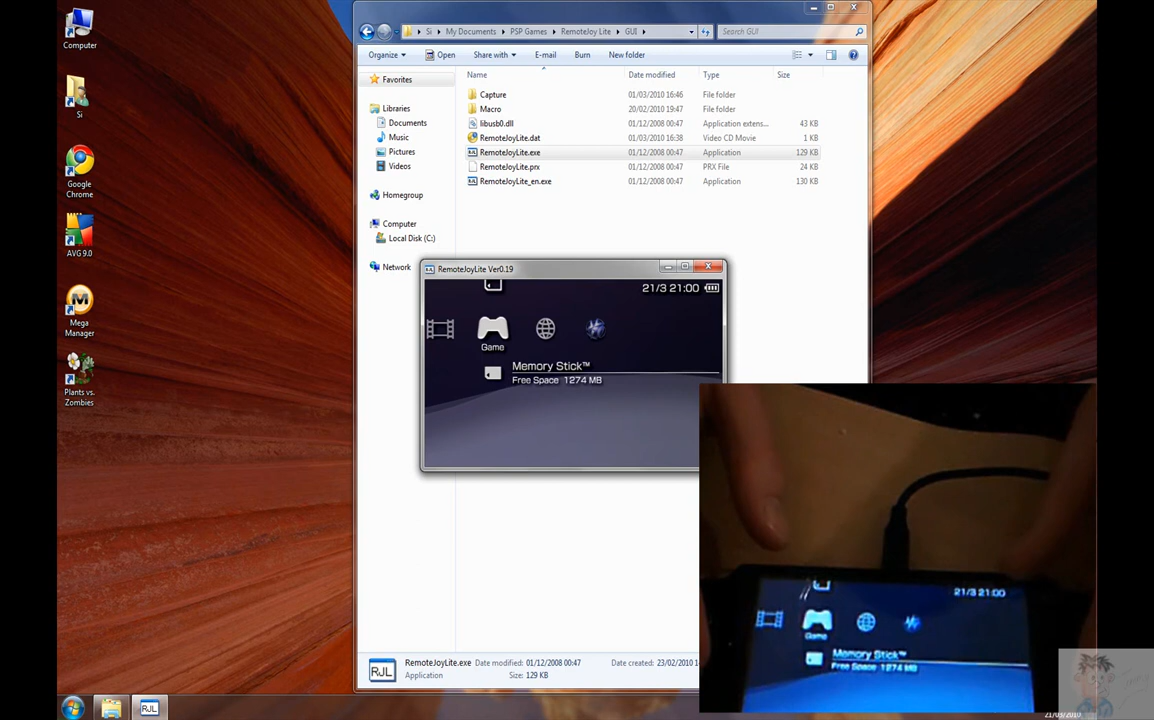 Computer
Si
Google
Chrome
AVG 9.0
Mega
Manager
Plants vs.
Zombies
Si
My Documents
PSP Games
RemoteJoy Lite
GUI
Search GUI
Organize
Open
Share with
E-mail
Burn
New folder
Favorites
Libraries
Documents
Music
Pictures
Videos
Homegroup
Computer
Local Disk (C:)
Network
Name Date modified Type Size
Capture 01/03/2010 16:46 File folder
Macro 20/02/2010 19:47 File folder
libusb0.dll 01/12/2008 00:47 Application extens... 43 KB
RemoteJoyLite.dat 01/03/2010 16:38 Video CD Movie 1 KB
RemoteJoyLite.exe 01/12/2008 00:47 Application 129 KB
RemoteJoyLite.prx 01/12/2008 00:47 PRX File 24 KB
RemoteJoyLite_en.exe 01/12/2008 00:47 Application 130 KB
RemoteJoyLite Ver0.19
21/3 21:00
Game
Memory Stick™
Free Space 1274 MB
21/3 21:00
Game
Memory Stick™
Free Space 1274 MB
RJL
RemoteJoyLite.exe Date modified: 01/12/2008 00:47 Date created: 23/02/2010 1
Application Size: 129 KB
RJL
21/03/2010